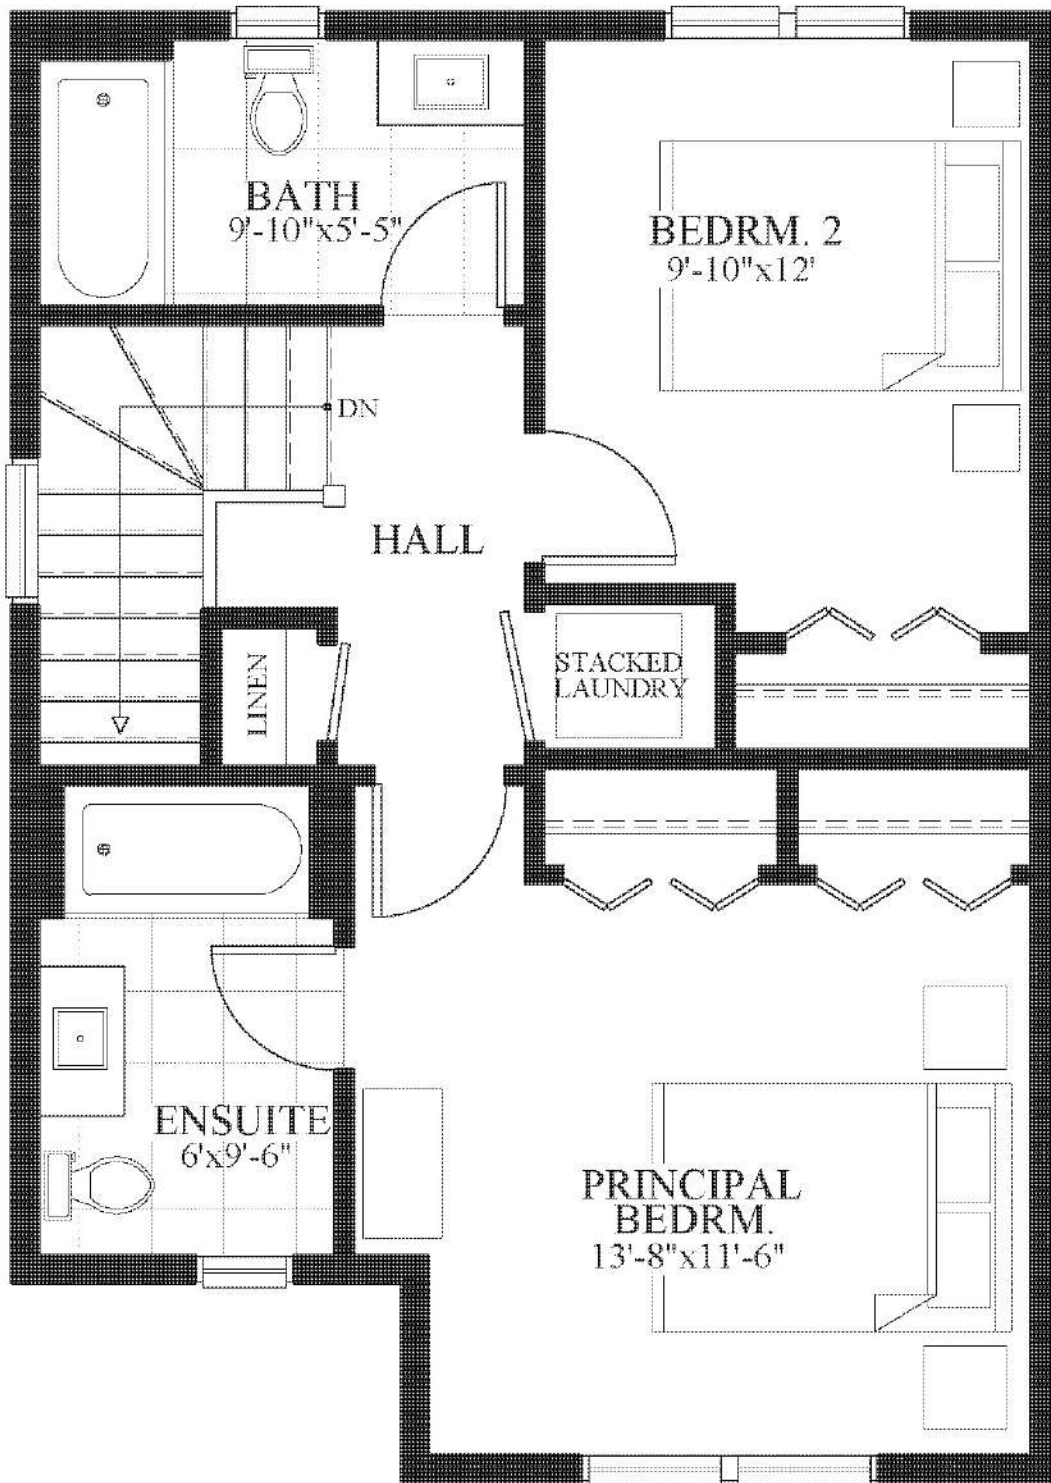 BATH
9'-10"x5'-5"
BEDRM. 2
9'-10"x12'
DN
HALL
LINEN
STACKED
LAUNDRY
ENSUITE
6'x9'-6"
PRINCIPAL
BEDRM.
13'-8"x11'-6"